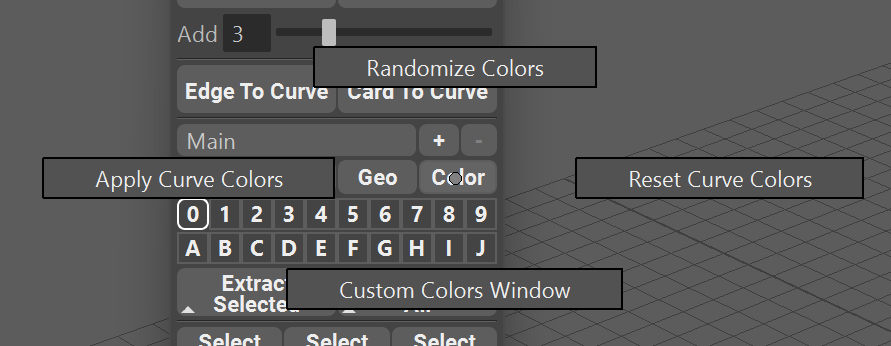 Add 3
Randomize Colors
Edge To Curve Card To Curve
Main + -
Apply Curve Colors Geo Color Reset Curve Colors
0 1 2 3 4 5 6 7 8 9
A B C D E F G H I J
Extract
Selected
Custom Colors Window
Select Select Select